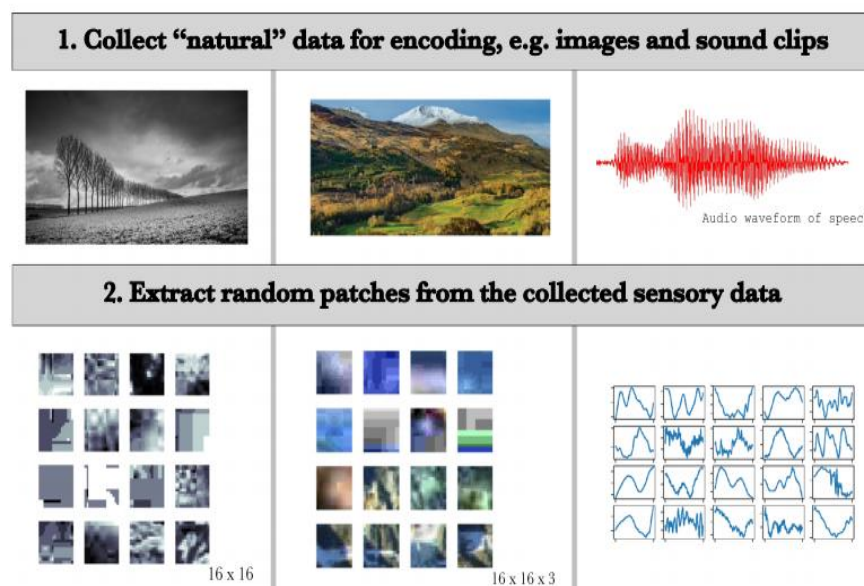 1. Collect “natural” data for encoding, e.g. images and sound clips
Audio waveform of speec
2. Extract random patches from the collected sensory data
16 x 16
16 x 16 x 3